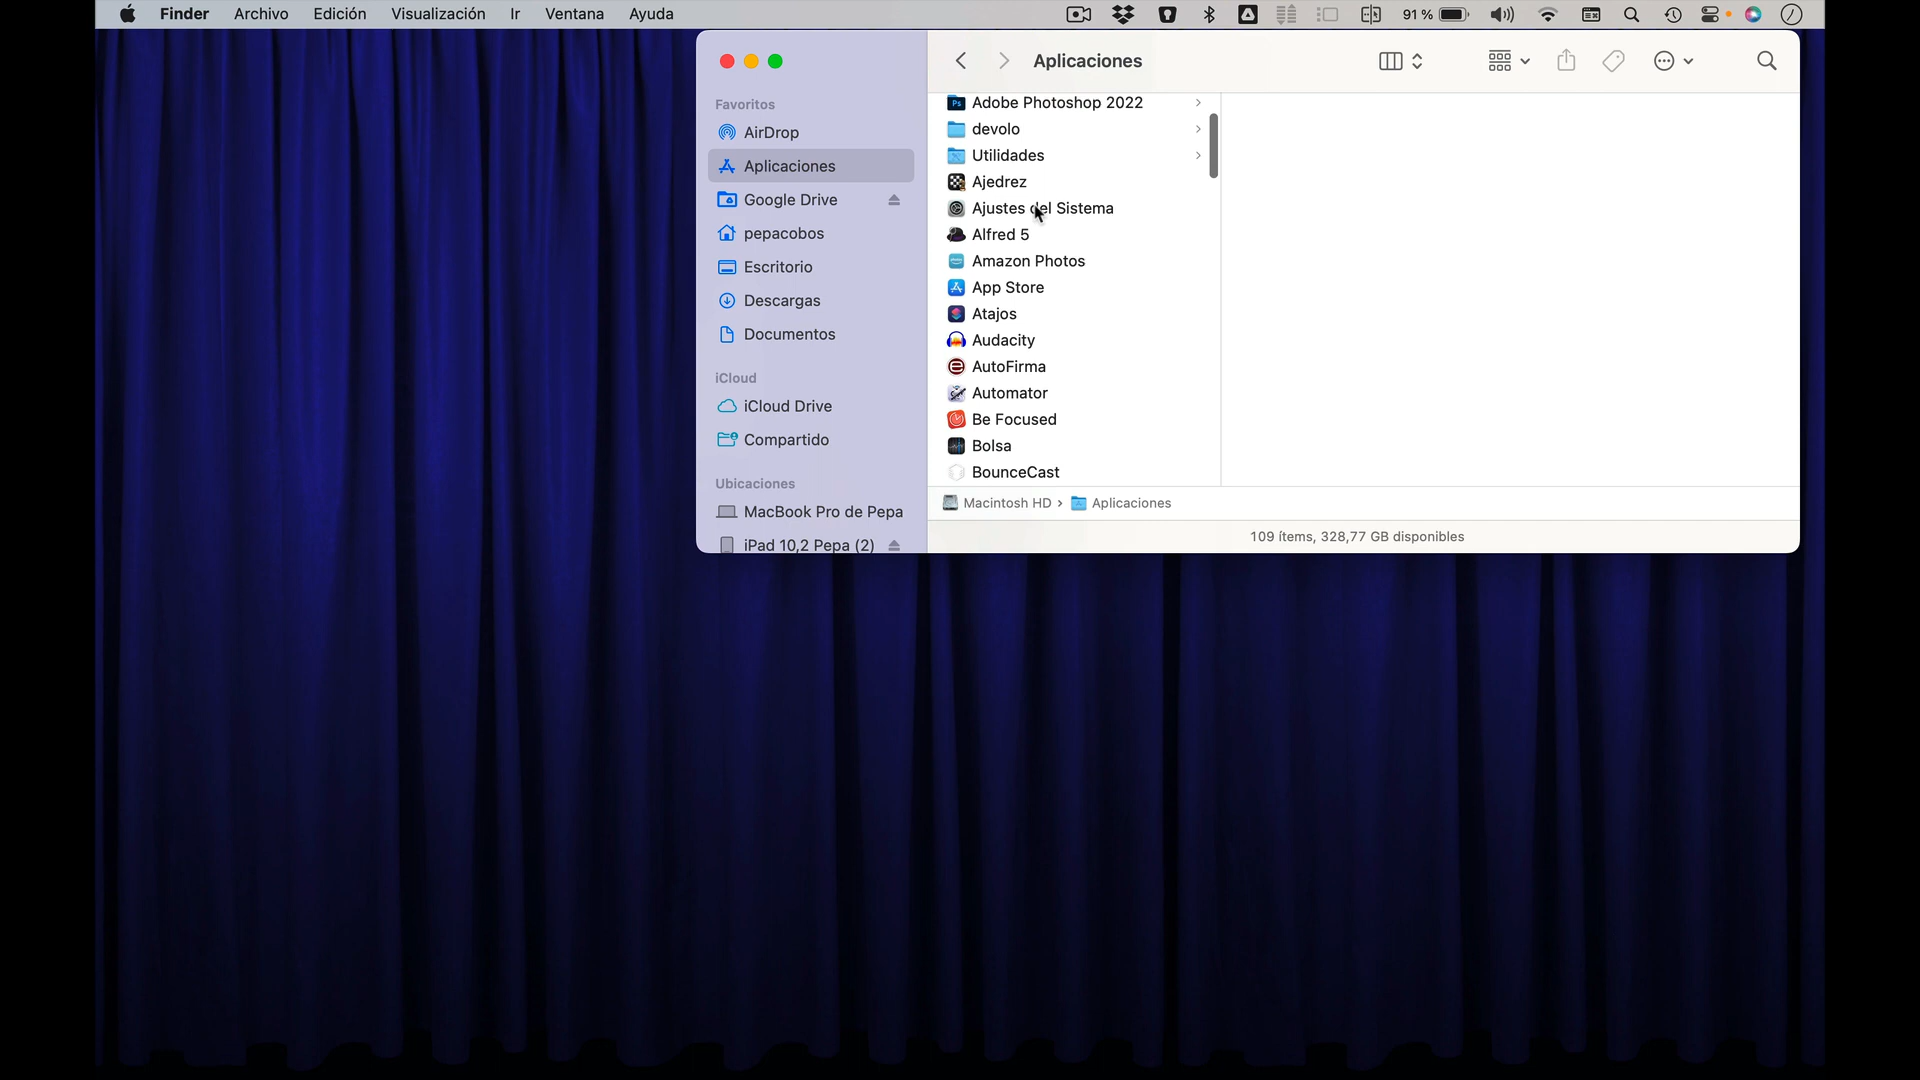 Finder Archivo Edición Visualización Ir Ventana Ayuda 91 %
Aplicaciones
Favoritos
AirDrop
Aplicaciones
Google Drive
pepacobos
Escritorio
Descargas
Documentos
iCloud
iCloud Drive
Compartido
Ubicaciones
MacBook Pro de Pepa
iPad 10,2 Pepa (2)
Adobe Photoshop 2022
devolo
Utilidades
Ajedrez
Ajustes del Sistema
Alfred 5
Amazon Photos
App Store
Atajos
Audacity
AutoFirma
Automator
Be Focused
Bolsa
BounceCast
Macintosh HD › Aplicaciones
109 ítems, 328,77 GB disponibles